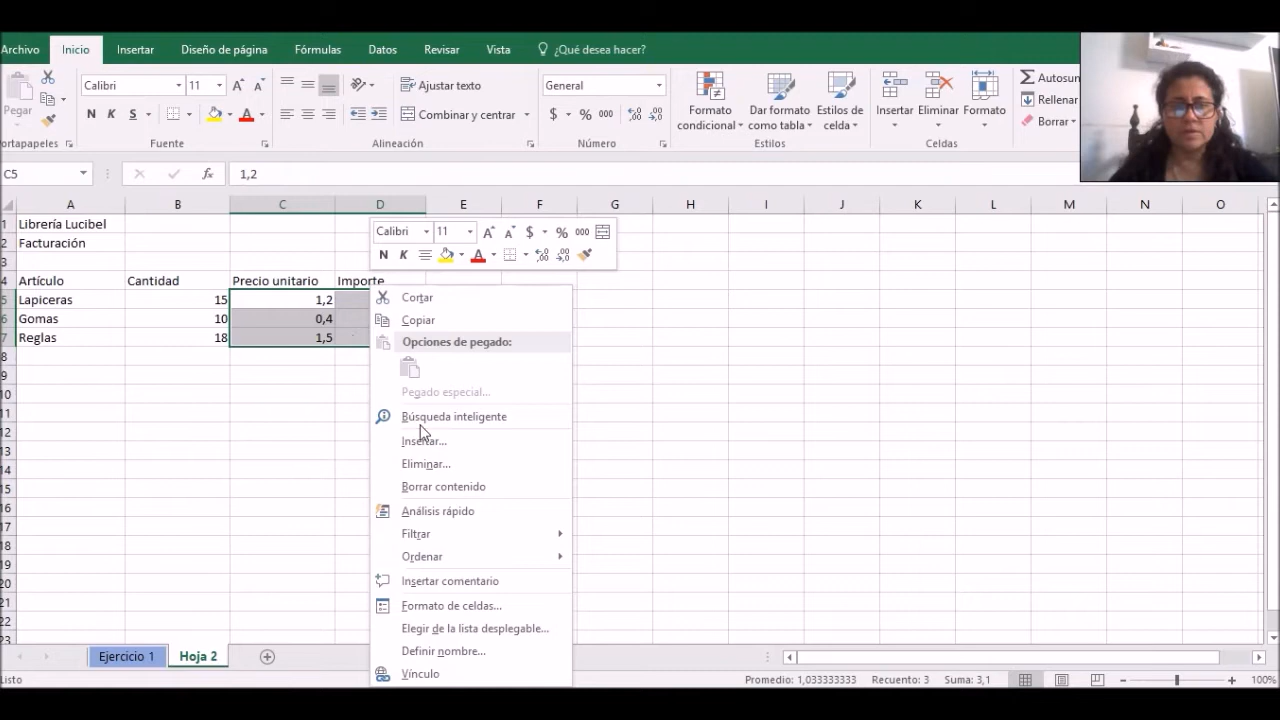 Archivo Inicio Insertar Diseño de página Fórmulas Datos Revisar Vista ¿Qué desea hacer?
Pegar
Calibri 11
Ajustar texto
General
N K S
Combinar y centrar
$ % 000
Formato condicional
Dar formato como tabla
Estilos de celda
Insertar Eliminar Formato
Autosum
Rellenar
Borrar
ortapapeles Fuente Alineación Número Estilos Celdas
C5 fx 1,2
A B C D E F G H I J K L M N O
1 Librería Lucibel
2 Facturación
3
4 Artículo Cantidad Precio unitario Importe
5 Lapiceras 15 1,2
6 Gomas 10 0,4
7 Reglas 18 1,5
8
9
10
11
12
13
14
15
16
17
18
19
20
21
22
23
Calibri 11 $ % 000
N K
Cortar
Copiar
Opciones de pegado:
Pegado especial...
Búsqueda inteligente
Insertar...
Eliminar...
Borrar contenido
Análisis rápido
Filtrar
Ordenar
Insertar comentario
Formato de celdas...
Elegir de la lista desplegable...
Definir nombre...
Vínculo
Ejercicio 1 Hoja 2
Listo Promedio: 1,033333333 Recuento: 3 Suma: 3,1 100%